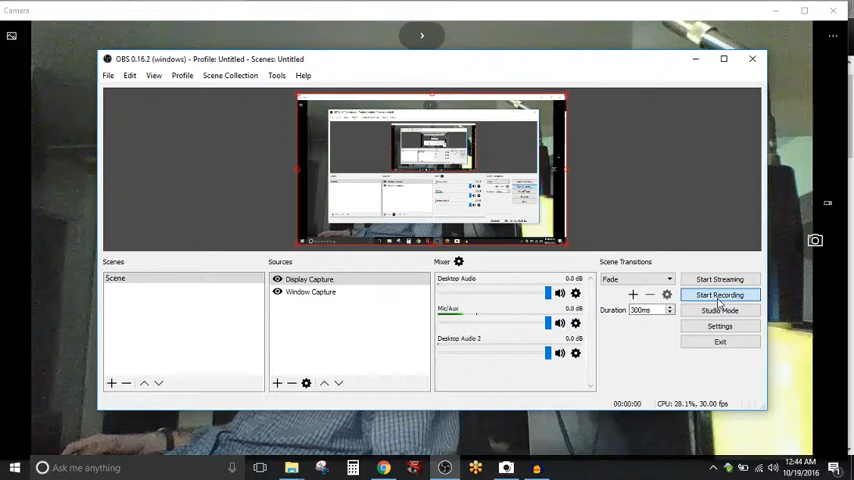 Camera
OBS 0.16.2 (windows) - Profile: Untitled - Scenes: Untitled
File Edit View Profile Scene Collection Tools Help
Scenes
Scene
Sources
Display Capture
Window Capture
Mixer
Desktop Audio 0.0 dB
Mic/Aux 0.0 dB
Desktop Audio 2 0.0 dB
Scene Transitions
Fade
Duration 300ms
Start Streaming
Start Recording
Studio Mode
Settings
Exit
00:00:00 CPU: 28.1%, 30.00 fps
Ask me anything
12:44 AM
10/19/2016